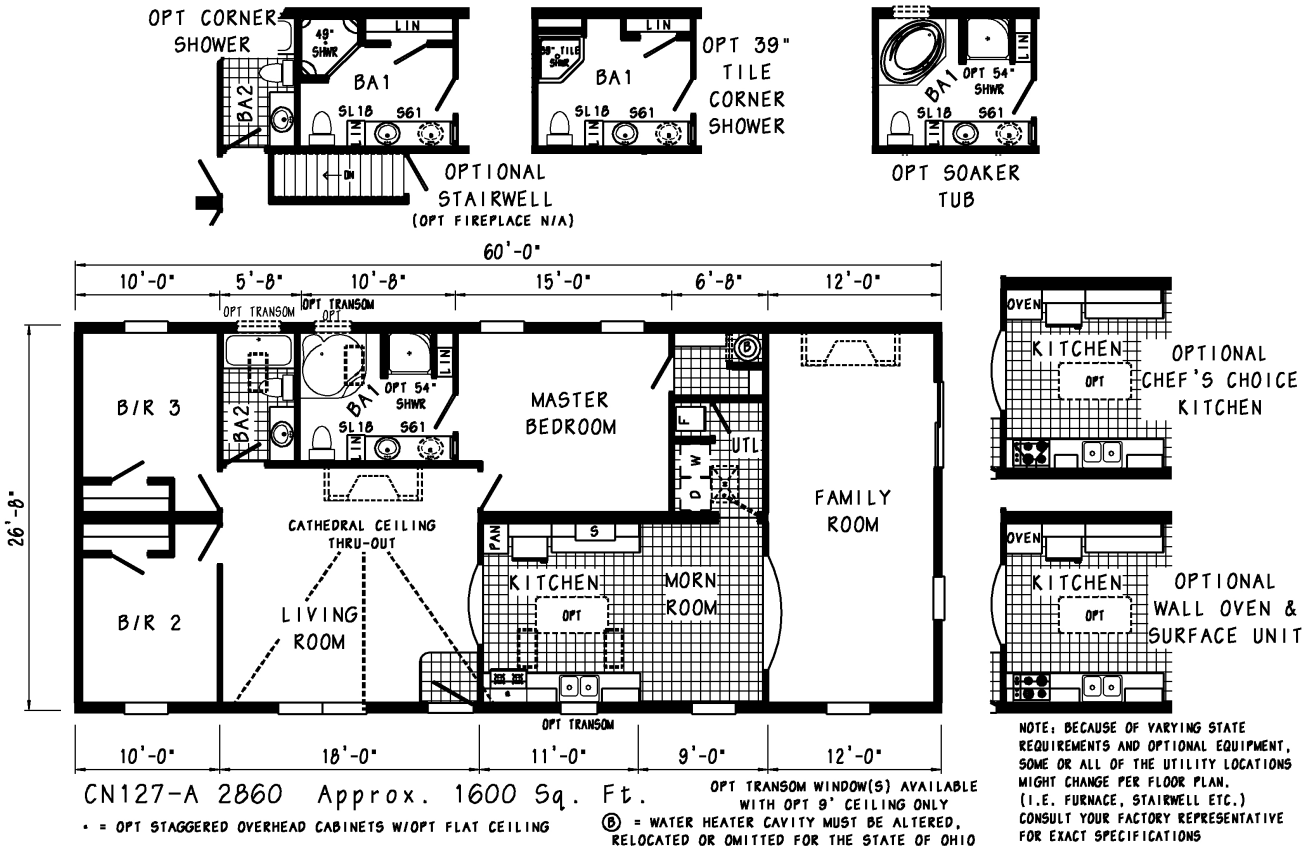 OPT CORNER
SHOWER
49"
SHWR
LIN
BA1
BA2
SL18 S61
LIN
DN
OPTIONAL
STAIRWELL
(OPT FIREPLACE N/A)
39" TILE
SHWR
LIN
BA1
SL18 S61
LIN
OPT 39"
TILE
CORNER
SHOWER
OPT 54"
SHWR
LIN
BA1
SL18 S61
LIN
OPT SOAKER
TUB
60'-0"
10'-0" 5'-8" 10'-8" 15'-0" 6'-8" 12'-0"
OPT TRANSOM
OPT TRANSOM
OPT
26'-8"
B/R 3
BA2
BA1
OPT 54"
SHWR
LIN
SL18 S61
LIN
MASTER
BEDROOM
B
F
UTL
W
D
FAMILY
ROOM
CATHEDRAL CEILING
THRU-OUT
PAN
S
KITCHEN
OPT
MORN
ROOM
B/R 2
LIVING
ROOM
OPT TRANSOM
10'-0" 18'-0" 11'-0" 9'-0" 12'-0"
OVEN
KITCHEN
OPT
OPTIONAL
CHEF'S CHOICE
KITCHEN
OVEN
KITCHEN
OPT
OPTIONAL
WALL OVEN &
SURFACE UNIT
CN127-A 2860 Approx. 1600 Sq. Ft.
* = OPT STAGGERED OVERHEAD CABINETS W/OPT FLAT CEILING
OPT TRANSOM WINDOW(S) AVAILABLE
WITH OPT 9' CEILING ONLY
B = WATER HEATER CAVITY MUST BE ALTERED,
RELOCATED OR OMITTED FOR THE STATE OF OHIO
NOTE: BECAUSE OF VARYING STATE
REQUIREMENTS AND OPTIONAL EQUIPMENT,
SOME OR ALL OF THE UTILITY LOCATIONS
MIGHT CHANGE PER FLOOR PLAN.
(I.E. FURNACE, STAIRWELL ETC.)
CONSULT YOUR FACTORY REPRESENTATIVE
FOR EXACT SPECIFICATIONS